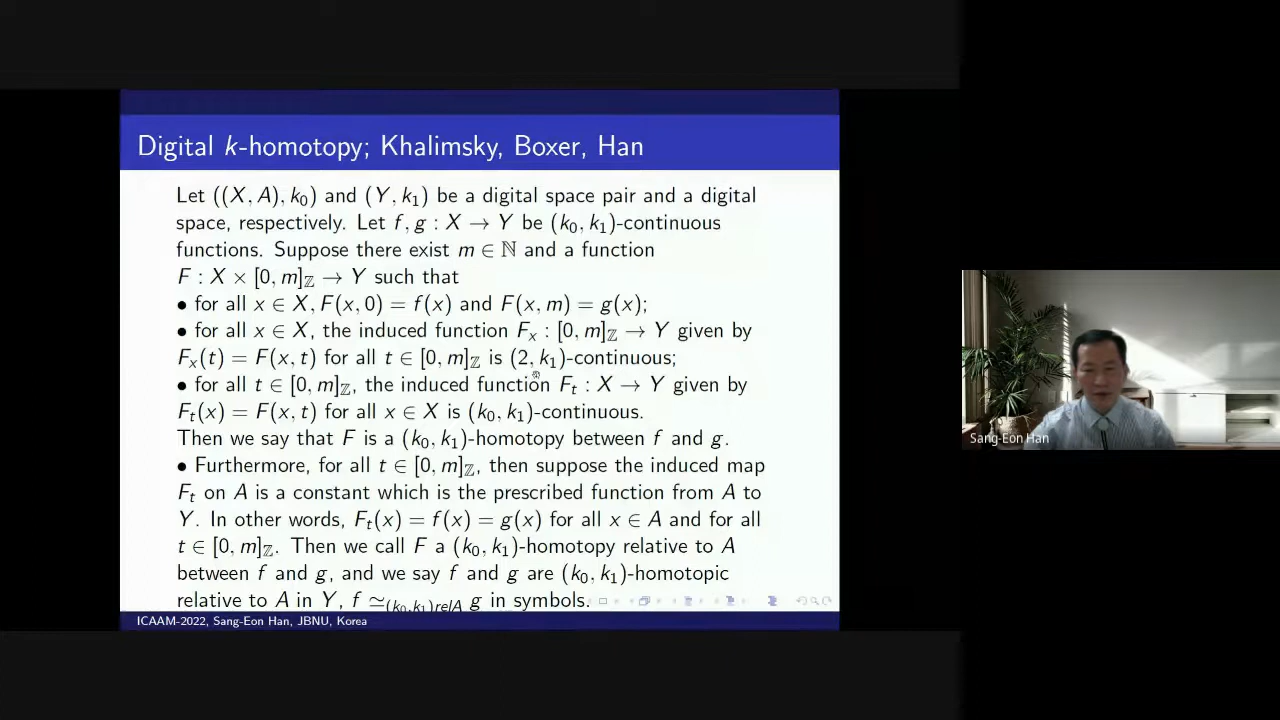 Digital k-homotopy; Khalimsky, Boxer, Han
Let ((X, A), k₀) and (Y, k₁) be a digital space pair and a digital
space, respectively. Let f, g : X → Y be (k₀, k₁)-continuous
functions. Suppose there exist m ∈ ℕ and a function
F : X × [0, m]_ℤ → Y such that
• for all x ∈ X, F(x, 0) = f(x) and F(x, m) = g(x);
• for all x ∈ X, the induced function Fₓ : [0, m]_ℤ → Y given by
Fₓ(t) = F(x, t) for all t ∈ [0, m]_ℤ is (2, k₁)-continuous;
• for all t ∈ [0, m]_ℤ, the induced function Fₜ : X → Y given by
Fₜ(x) = F(x, t) for all x ∈ X is (k₀, k₁)-continuous.
Then we say that F is a (k₀, k₁)-homotopy between f and g.
• Furthermore, for all t ∈ [0, m]_ℤ, then suppose the induced map
Fₜ on A is a constant which is the prescribed function from A to
Y. In other words, Fₜ(x) = f(x) = g(x) for all x ∈ A and for all
t ∈ [0, m]_ℤ. Then we call F a (k₀, k₁)-homotopy relative to A
between f and g, and we say f and g are (k₀, k₁)-homotopic
relative to A in Y, f ≃_(k₀,k₁)relA g in symbols.
ICAAM-2022, Sang-Eon Han, JBNU, Korea
Sang-Eon Han